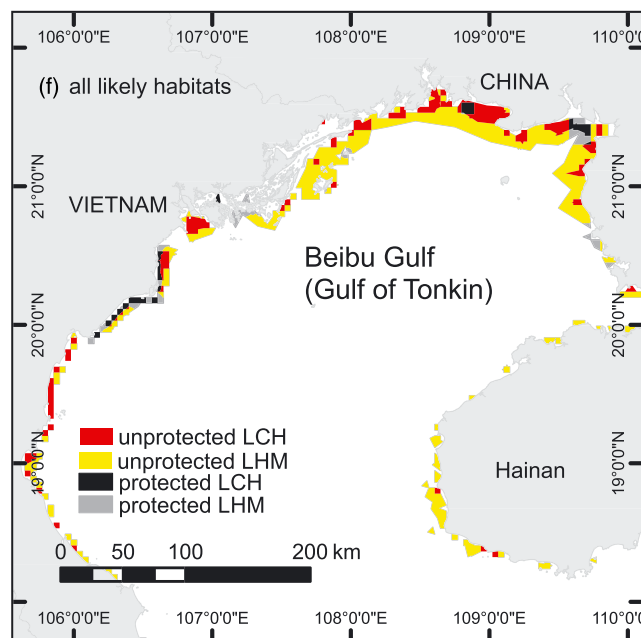 106°0'0"E 107°0'0"E 108°0'0"E 109°0'0"E 110°0'0"
(f) all likely habitats
CHINA
VIETNAM
Beibu Gulf
(Gulf of Tonkin)
21°0'0"N
21°0'0"N
20°0'0"N
20°0'0"N
19°0'0"N
19°0'0"N
unprotected LCH
unprotected LHM
protected LCH
protected LHM
Hainan
0 50 100 200 km
106°0'0"E 107°0'0"E 108°0'0"E 109°0'0"E 110°0'0"